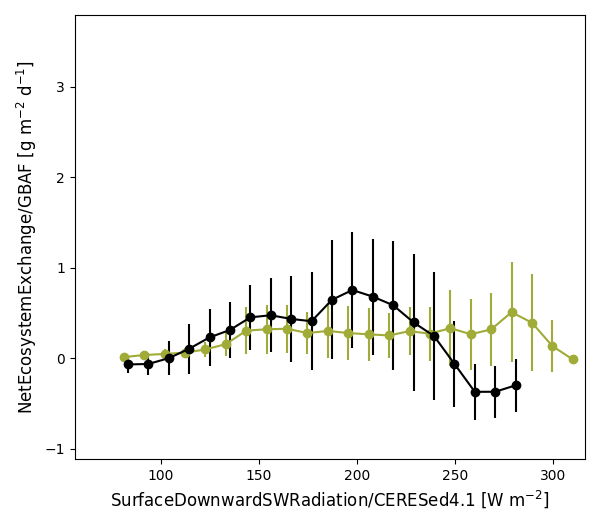 NetEcosystemExchange/GBAF [g m⁻² d⁻¹]
3
2
1
0
−1
100 150 200 250 300
SurfaceDownwardSWRadiation/CERESed4.1 [W m⁻²]